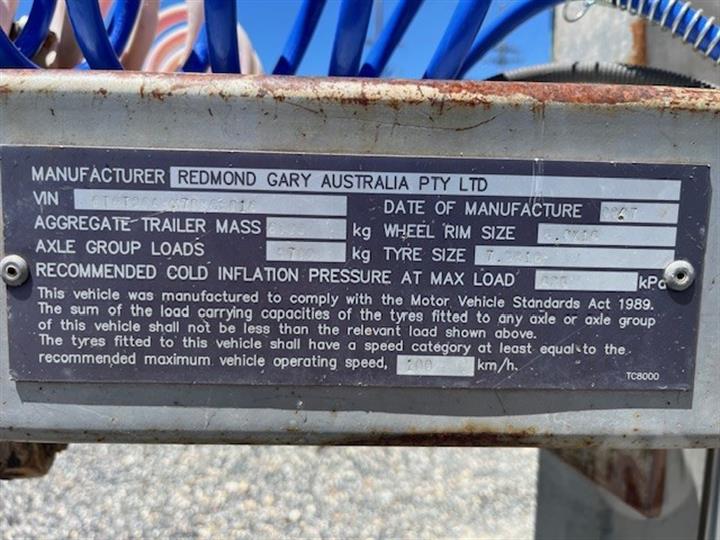 MANUFACTURER REDMOND GARY AUSTRALIA PTY LTD
VIN
DATE OF MANUFACTURE
AGGREGATE TRAILER MASS kg WHEEL RIM SIZE
AXLE GROUP LOADS kg TYRE SIZE
RECOMMENDED COLD INFLATION PRESSURE AT MAX LOAD kPa
This vehicle was manufactured to comply with the Motor Vehicle Standards Act 1989.
The sum of the load carrying capacities of the tyres fitted to any axle or axle group
of this vehicle shall not be less than the relevant load shown above.
The tyres fitted to this vehicle shall have a speed category at least equal to the
recommended maximum vehicle operating speed, 100 km/h.
TC8000